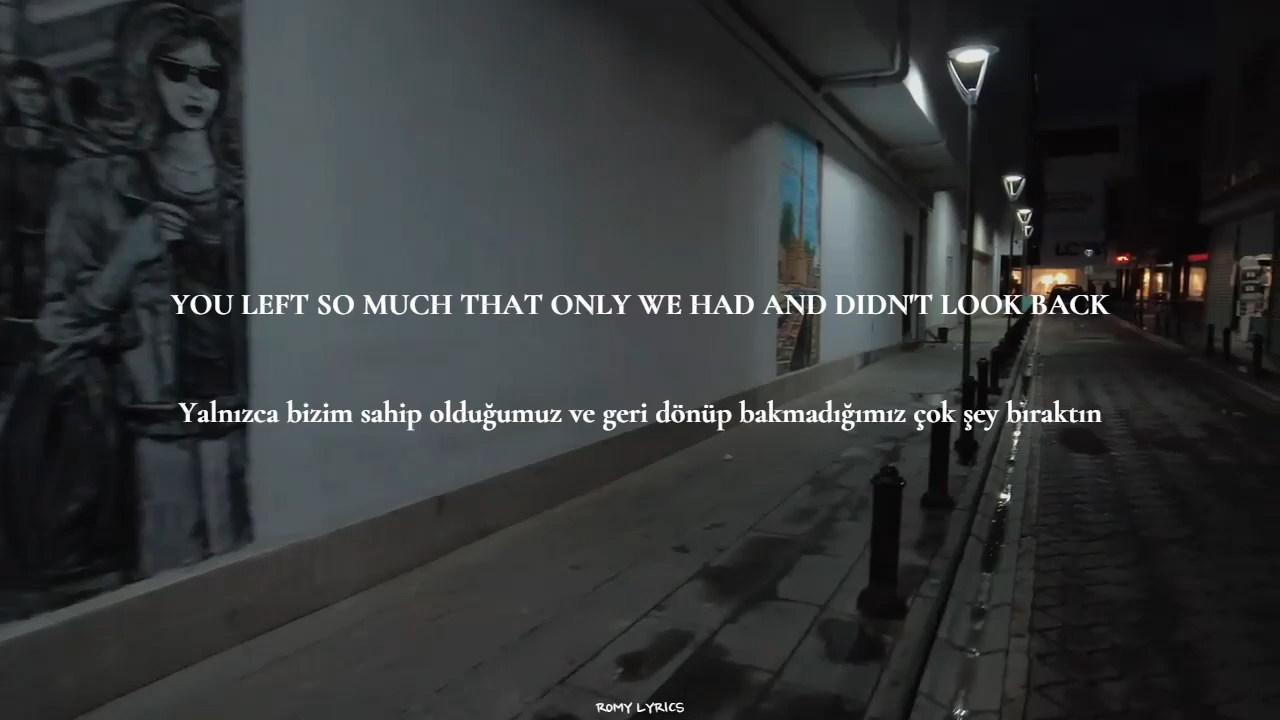 YOU LEFT SO MUCH THAT ONLY WE HAD AND DIDN'T LOOK BACK
Yalnızca bizim sahip olduğumuz ve geri dönüp bakmadığımız çok şey bıraktın
ROMY LYRICS